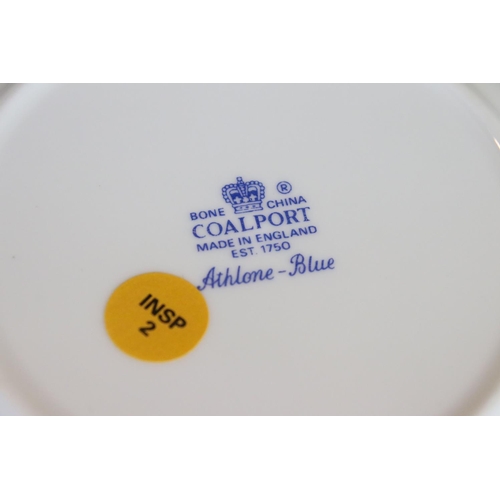 BONE CHINA ®
COALPORT
MADE IN ENGLAND
EST. 1750
Athlone-Blue
INSP
2